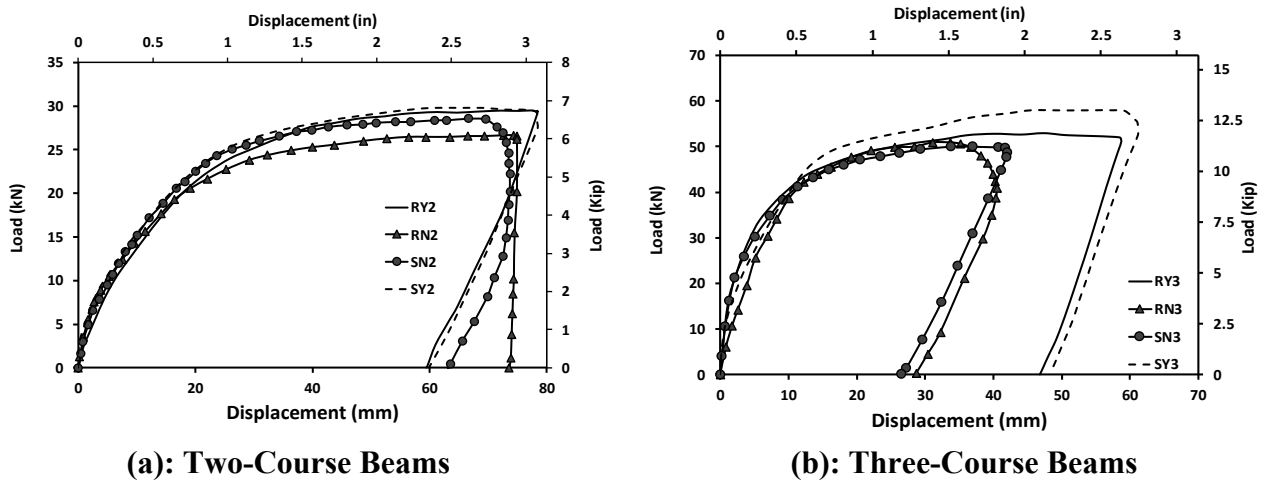 Displacement (in)
0 0.5 1 1.5 2 2.5 3
35 30 25 20 15 10 5 0
Load (kN)
8 7 6 5 4 3 2 1 0
Load (Kip)
RY2
RN2
SN2
SY2
0 20 40 60 80
Displacement (mm)
(a): Two-Course Beams
Displacement (in)
0 0.5 1 1.5 2 2.5 3
70 60 50 40 30 20 10 0
Load (kN)
15 12.5 10 7.5 5 2.5 0
Load (Kip)
RY3
RN3
SN3
SY3
0 10 20 30 40 50 60 70
Displacement (mm)
(b): Three-Course Beams